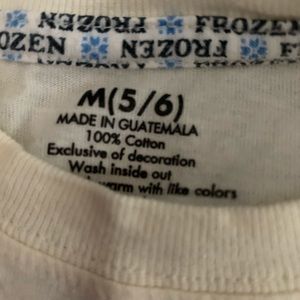 FROZEN FROZEN FROZEN
M(5/6)
MADE IN GUATEMALA
100% Cotton
Exclusive of decoration
Wash inside out
warm with like colors